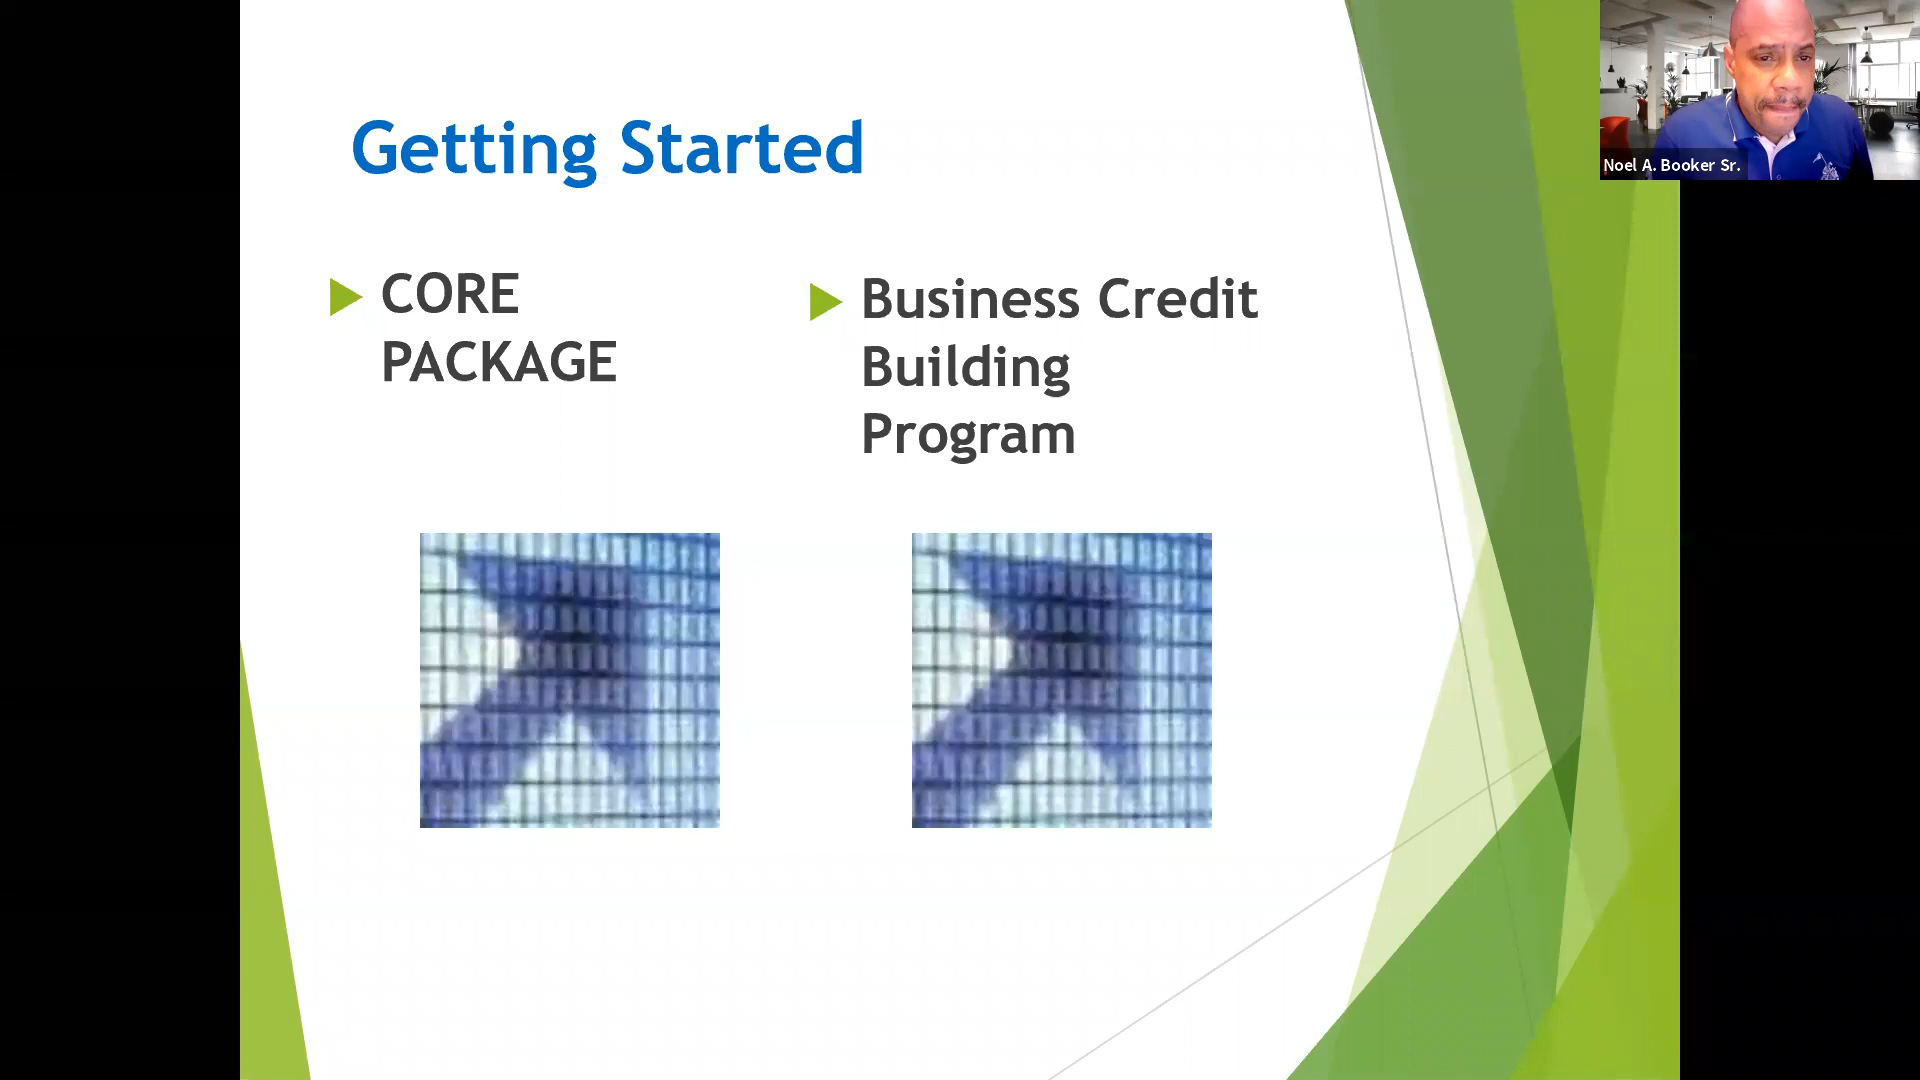 Getting Started
CORE
PACKAGE
Business Credit
Building
Program
Noel A. Booker Sr.